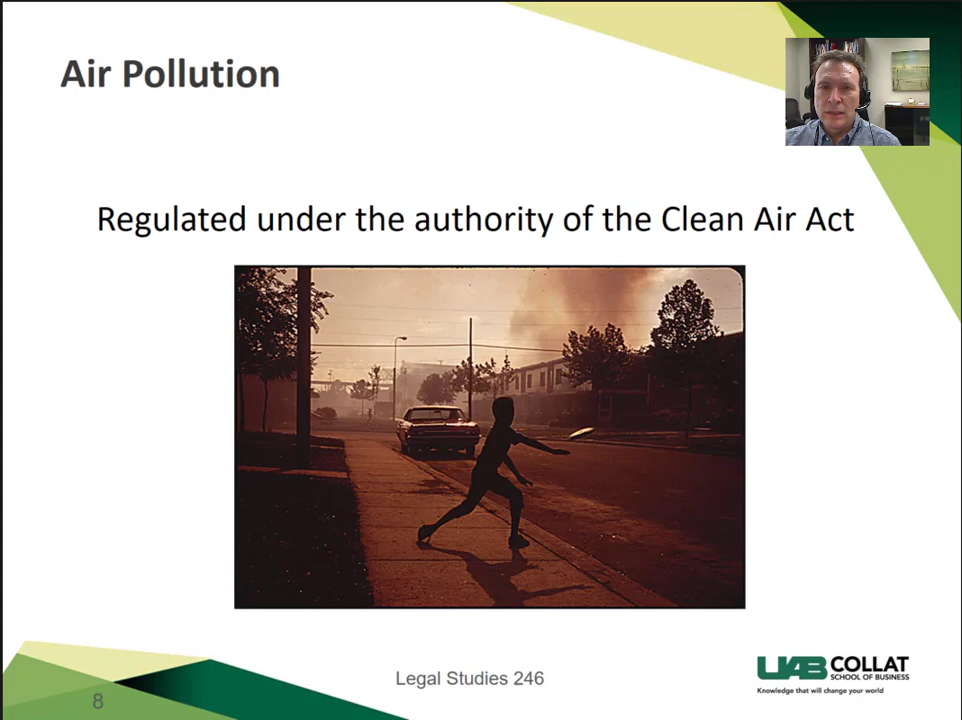 Air Pollution
Regulated under the authority of the Clean Air Act
Legal Studies 246
UAB COLLAT
SCHOOL OF BUSINESS
Knowledge that will change your world
8